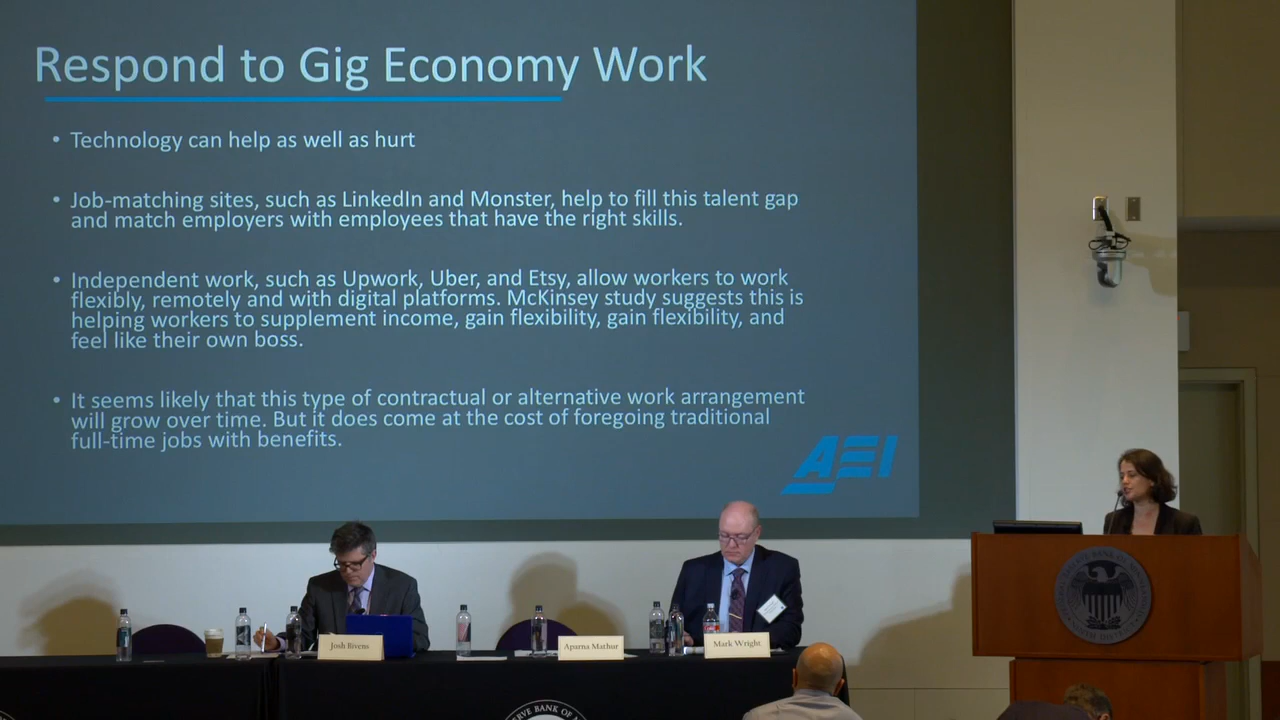 Respond to Gig Economy Work
• Technology can help as well as hurt
• Job-matching sites, such as LinkedIn and Monster, help to fill this talent gap
and match employers with employees that have the right skills.
• Independent work, such as Upwork, Uber, and Etsy, allow workers to work
flexibly, remotely and with digital platforms. McKinsey study suggests this is
helping workers to supplement income, gain flexibility, gain flexibility, and
feel like their own boss.
• It seems likely that this type of contractual or alternative work arrangement
will grow over time. But it does come at the cost of foregoing traditional
full-time jobs with benefits.
AEI
Josh Bivens
Aparna Mathur
Mark Wright